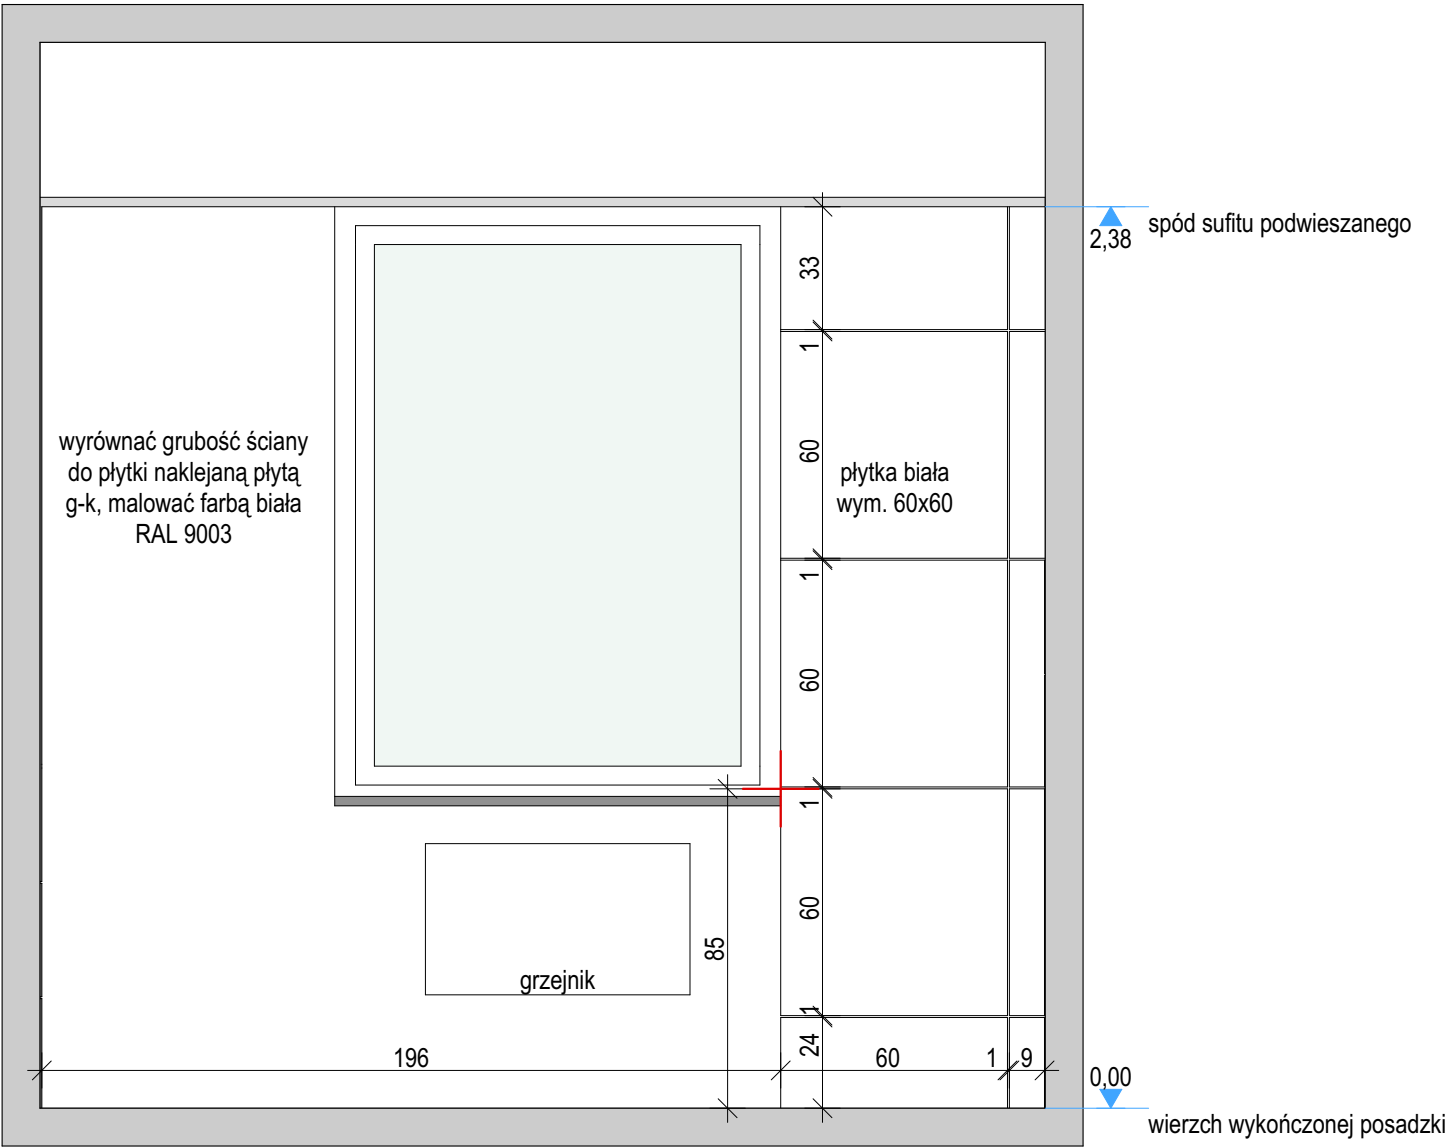 spód sufitu podwieszanego
2,38
33
1
60
wyrównać grubość ściany
do płytki naklejaną płytą
g-k, malować farbą biała
RAL 9003
płytka biała
wym. 60x60
1
60
1
60
85
grzejnik
1
24
196
60
1
9
0,00
wierzch wykończonej posadzki